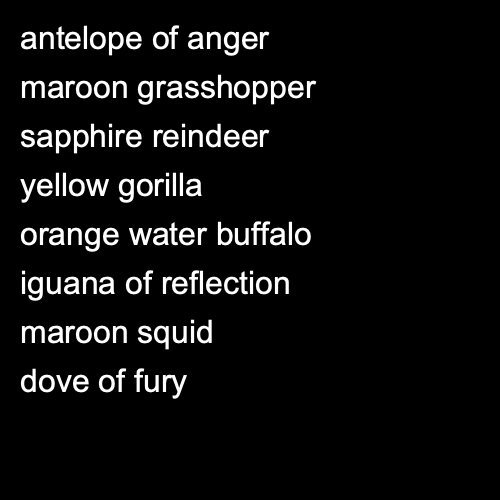 antelope of anger
maroon grasshopper
sapphire reindeer
yellow gorilla
orange water buffalo
iguana of reflection
maroon squid
dove of fury